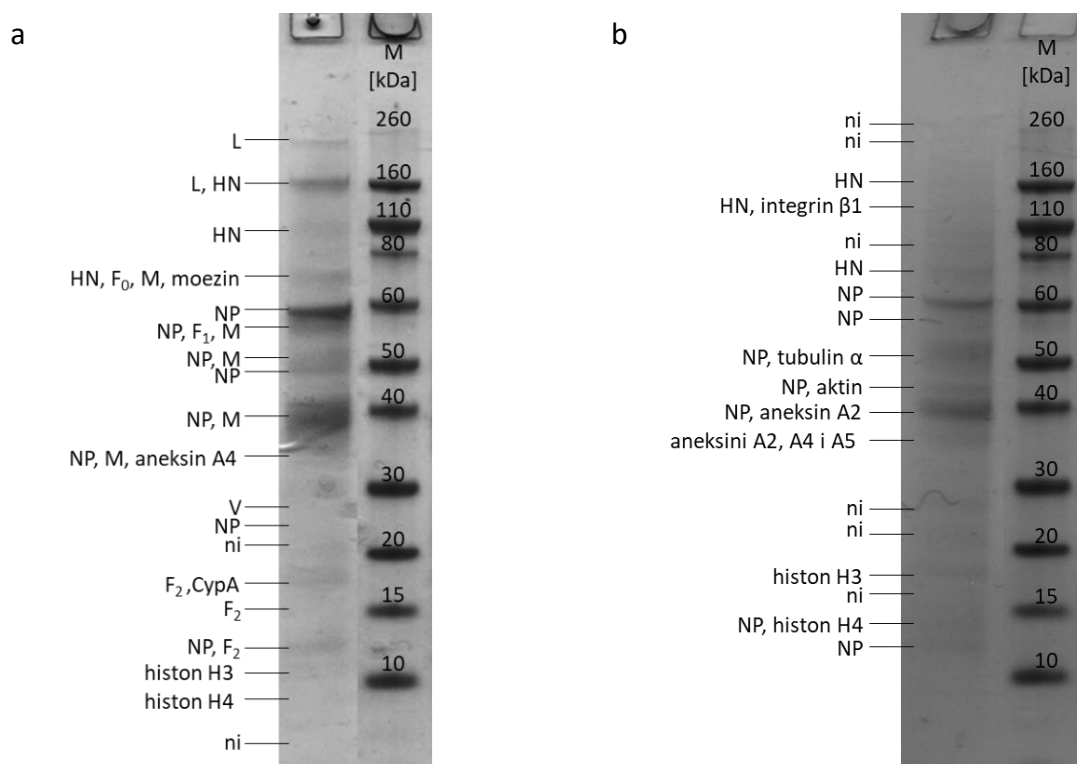 a
M
[kDa]
260
160
110
80
60
50
40
30
20
15
10
L
L, HN
HN
HN, F₀, M, moezin
NP
NP, F₁, M
NP, M
NP
NP, M
NP, M, aneksin A4
V
NP
ni
F₂ ,CypA
F₂
NP, F₂
histon H3
histon H4
ni
b
M
[kDa]
260
160
110
80
60
50
40
30
20
15
10
ni
ni
HN
HN, integrin β1
ni
HN
NP
NP
NP, tubulin α
NP, aktin
NP, aneksin A2
aneksini A2, A4 i A5
ni
ni
histon H3
ni
NP, histon H4
NP